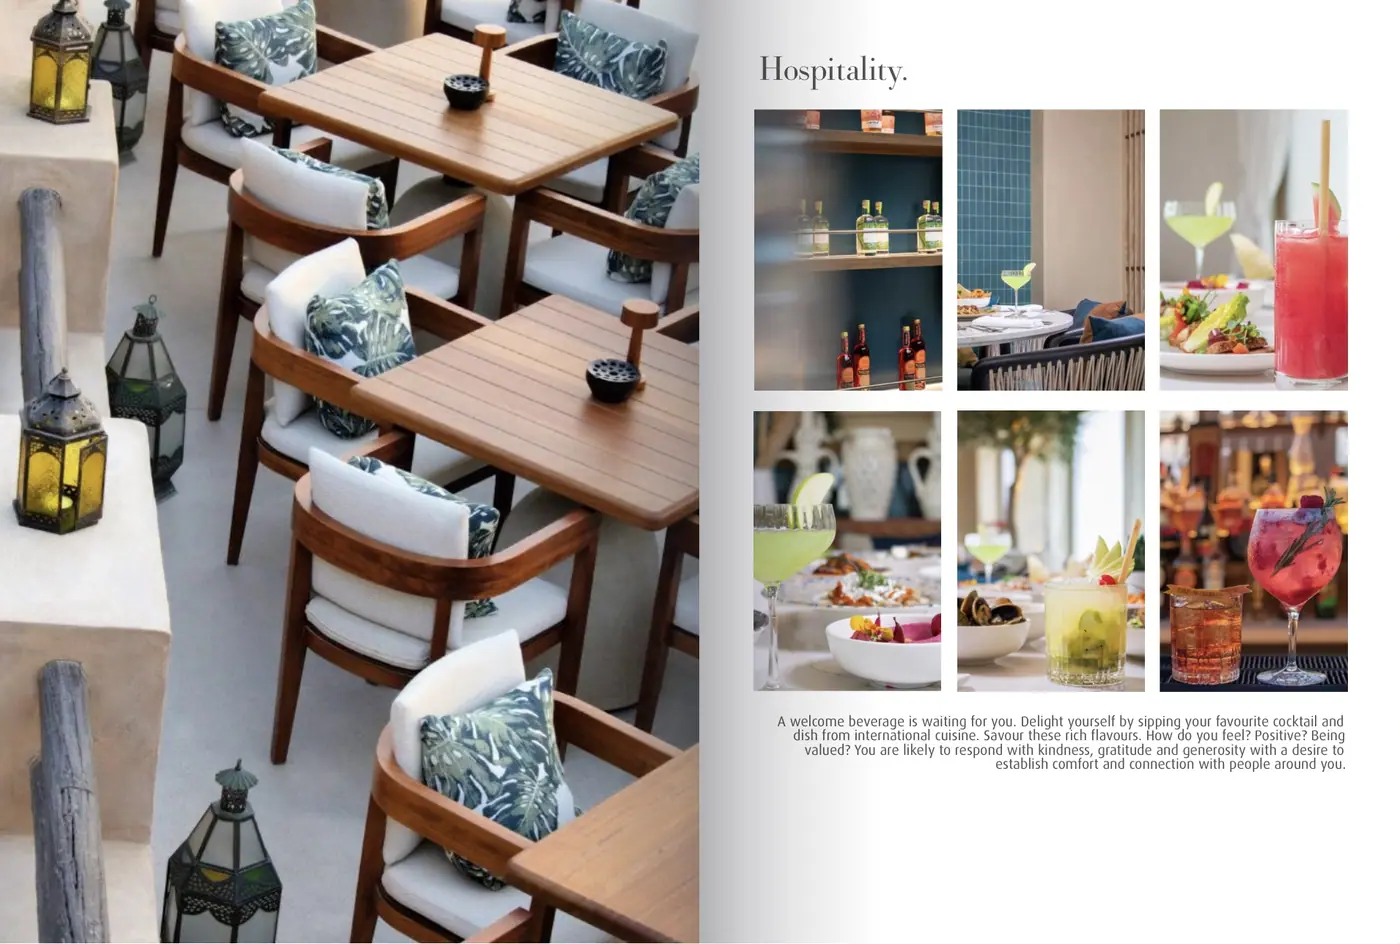 Hospitality.
A welcome beverage is waiting for you. Delight yourself by sipping your favourite cocktail and
dish from international cuisine. Savour these rich flavours. How do you feel? Positive? Being
valued? You are likely to respond with kindness, gratitude and generosity with a desire to
establish comfort and connection with people around you.